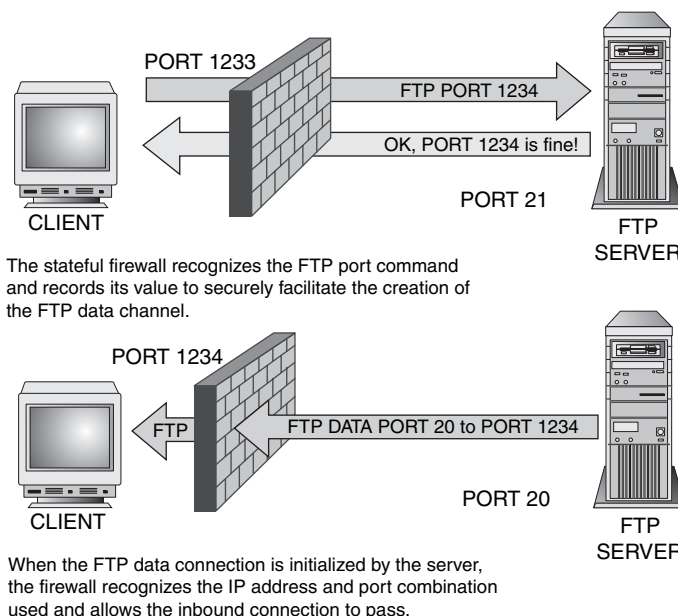 PORT 1233
FTP PORT 1234
OK, PORT 1234 is fine!
PORT 21
CLIENT
FTP
SERVER
The stateful firewall recognizes the FTP port command
and records its value to securely facilitate the creation of
the FTP data channel.
PORT 1234
FTP
FTP DATA PORT 20 to PORT 1234
PORT 20
CLIENT
FTP
SERVER
When the FTP data connection is initialized by the server,
the firewall recognizes the IP address and port combination
used and allows the inbound connection to pass.